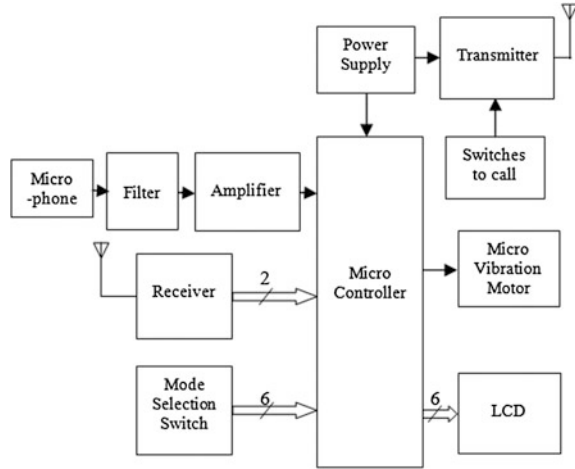 Power
Supply
Transmitter
Switches
to call
Micro
-phone
Filter
Amplifier
Micro
Controller
Micro
Vibration
Motor
Receiver
2
Mode
Selection
Switch
6
6
LCD